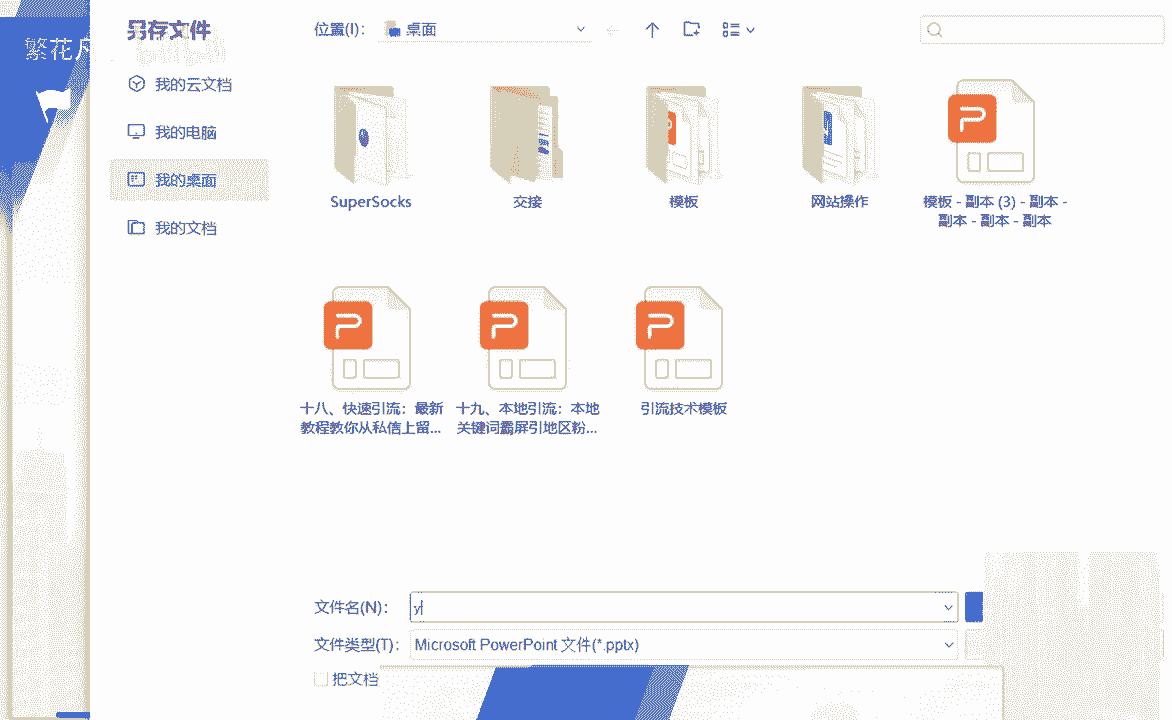 另存文件
位置(I):
桌面
繁花
我的云文档
我的电脑
我的桌面
我的文档
SuperSocks
交接
模板
网站操作
模板 - 副本 (3) - 副本 -
副本 - 副本 - 副本
十八、快速引流：最新
教程教你从私信上留...
十九、本地引流：本地
关键词霸屏引地区粉...
引流技术模板
文件名(N)：
y
文件类型(T)：
Microsoft PowerPoint 文件(*.pptx)
把文档